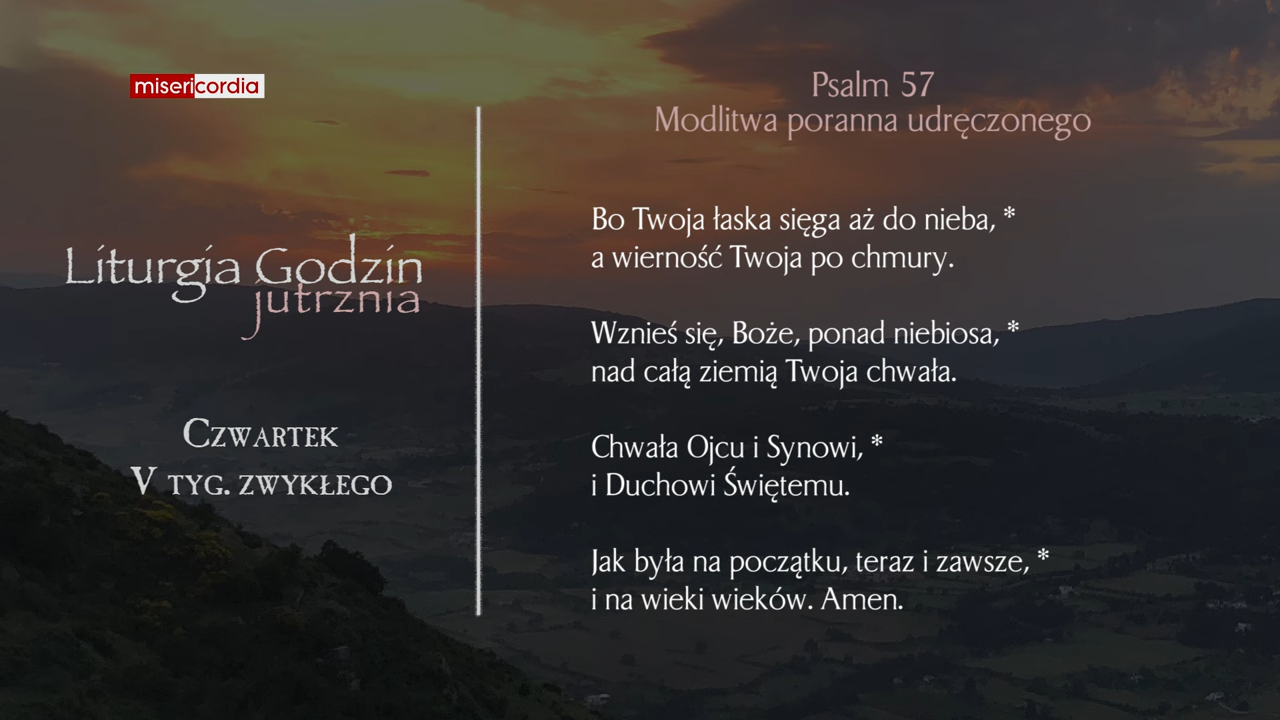 misericordia
Liturgia Godzin
jutrznia
Czwartek
V tyg. zwykłego
Psalm 57
Modlitwa poranna udręczonego
Bo Twoja łaska sięga aż do nieba, *
a wierność Twoja po chmury.
Wznieś się, Boże, ponad niebiosa, *
nad całą ziemią Twoja chwała.
Chwała Ojcu i Synowi, *
i Duchowi Świętemu.
Jak była na początku, teraz i zawsze, *
i na wieki wieków. Amen.